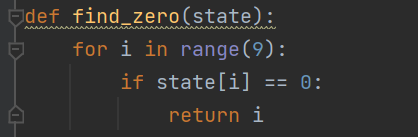 def find_zero(state):
    for i in range(9):
        if state[i] == 0:
            return i